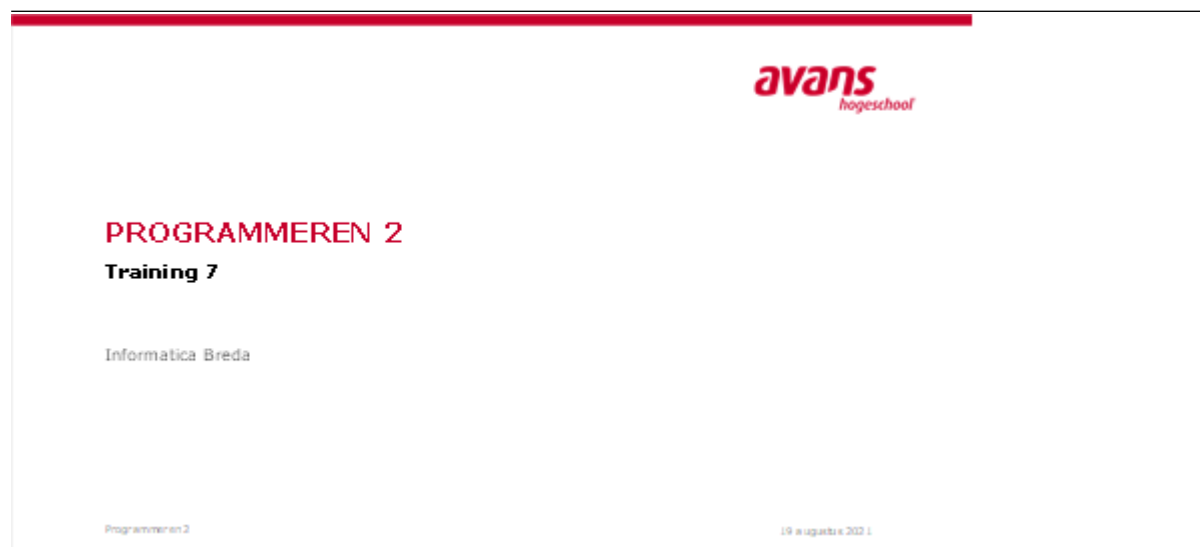 avans
hogeschool
PROGRAMMEREN 2
Training 7
Informatica Breda
Programmeren 2
19 augustus 2021